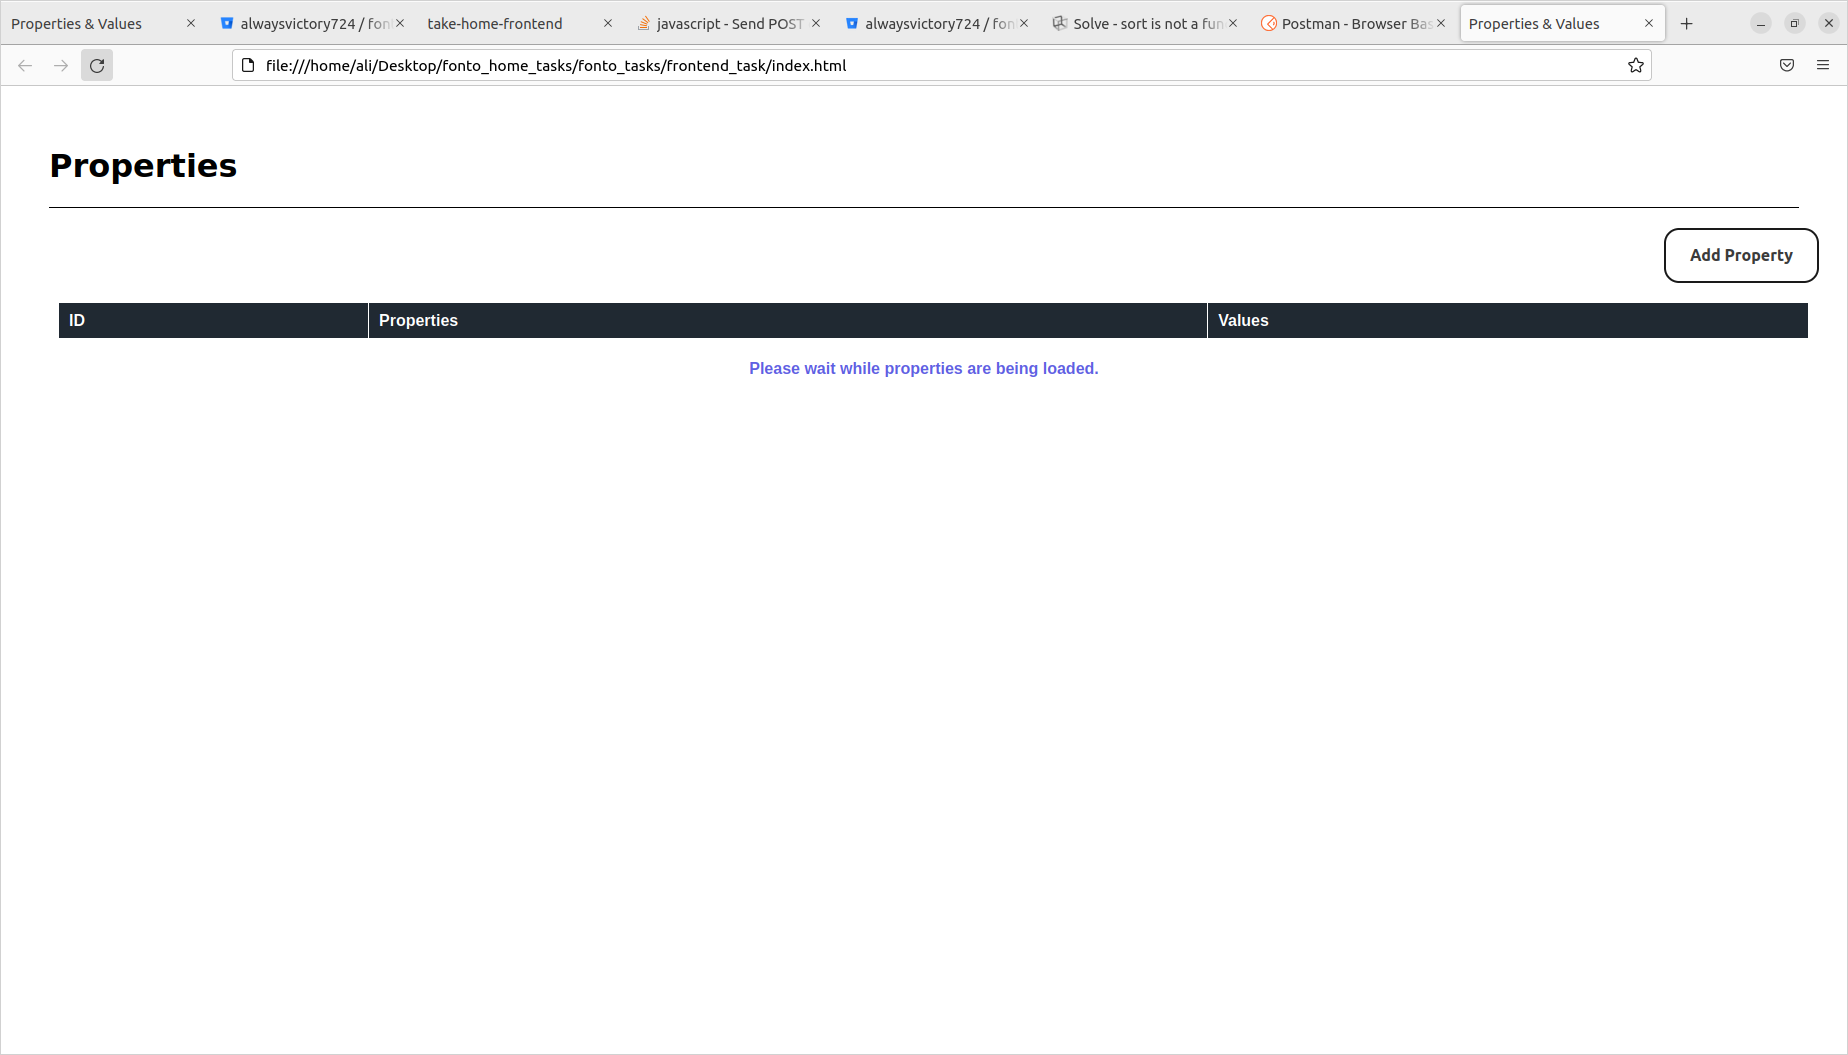 Properties & Values
alwaysvictory724 / fon
take-home-frontend
javascript - Send POST
alwaysvictory724 / fon
Solve - sort is not a fun
Postman - Browser Bas
Properties & Values
file:///home/ali/Desktop/fonto_home_tasks/fonto_tasks/frontend_task/index.html
Properties
Add Property
ID Properties Values
Please wait while properties are being loaded.